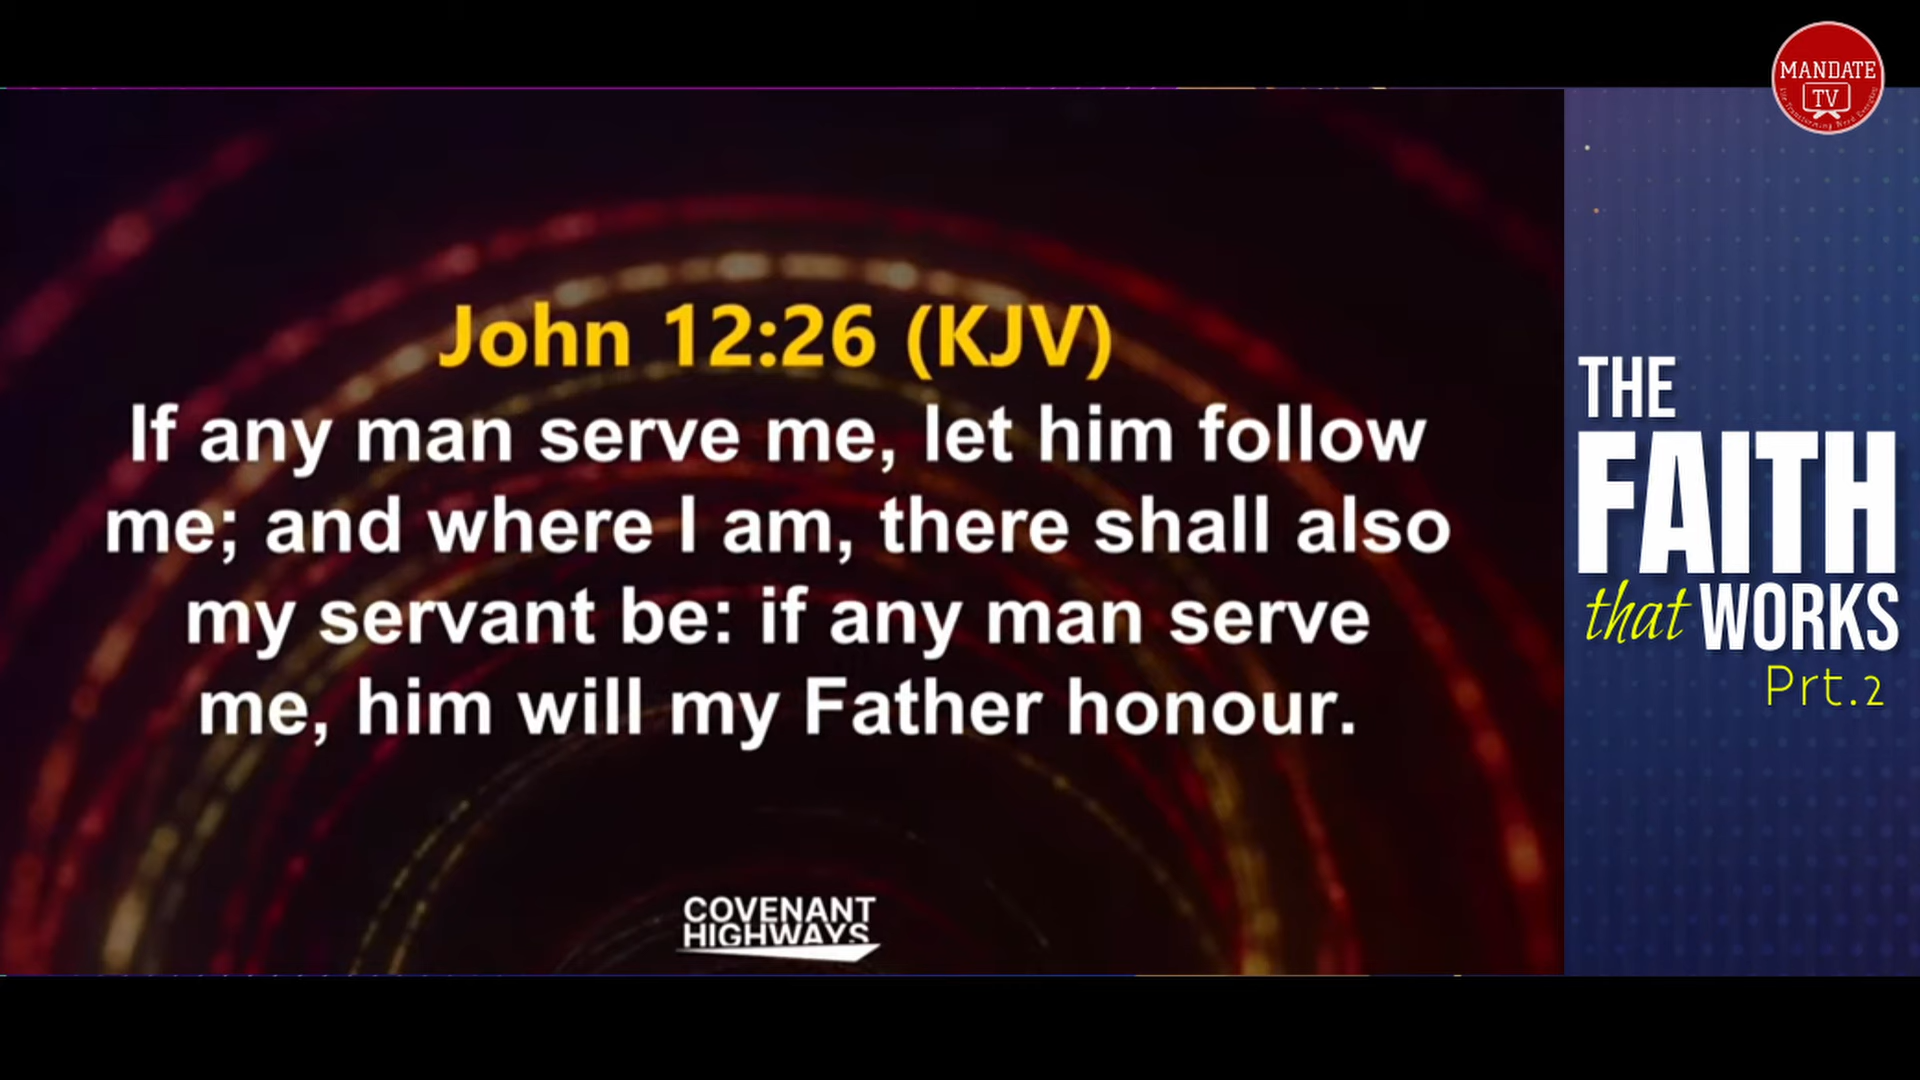 MANDATE
TV
John 12:26 (KJV)
If any man serve me, let him follow
me; and where I am, there shall also
my servant be: if any man serve
me, him will my Father honour.
COVENANT
HIGHWAYS
THE
FAITH
that WORKS
Prt.2